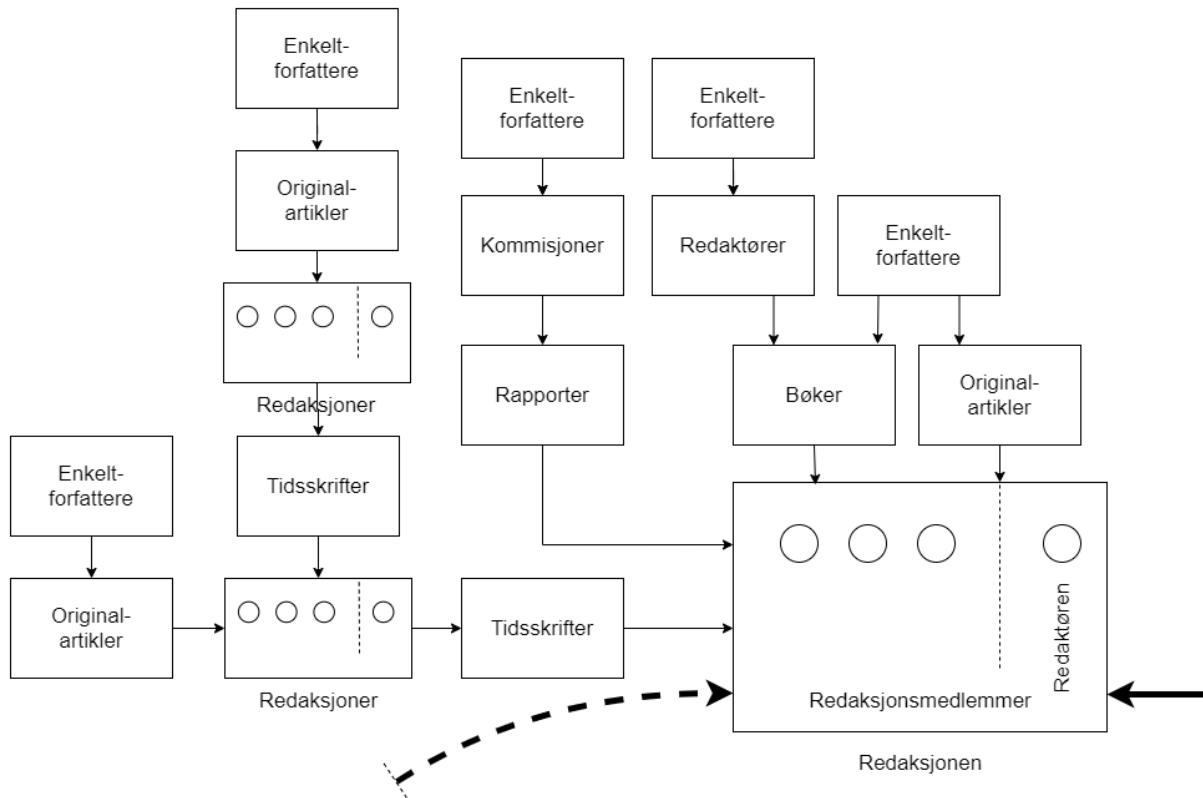 Enkelt-
forfattere
Original-
artikler
Redaksjoner
Enkelt-
forfattere
Kommisjoner
Rapporter
Enkelt-
forfattere
Redaktører
Enkelt-
forfattere
Bøker
Original-
artikler
Enkelt-
forfattere
Original-
artikler
Tidsskrifter
Redaksjoner
Tidsskrifter
Redaktøren
Redaksjonsmedlemmer
Redaksjonen